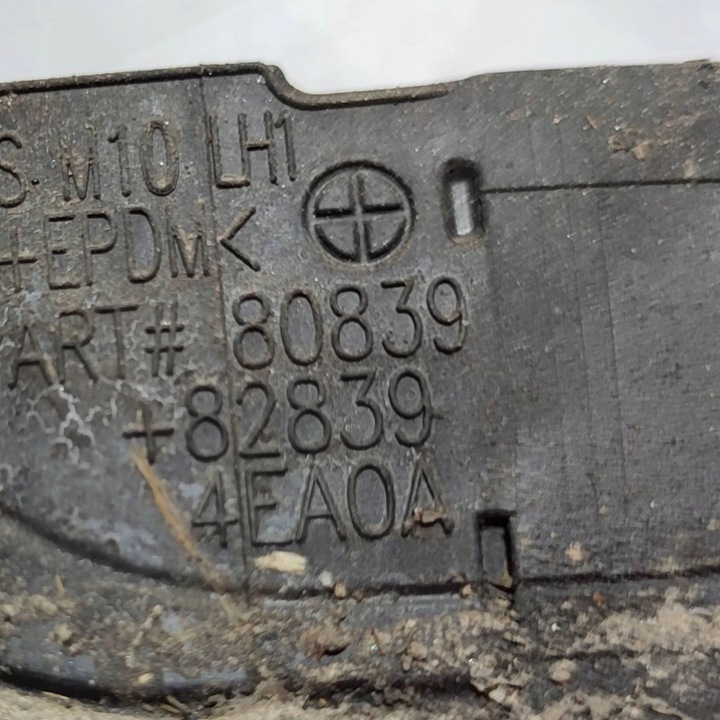 S. M10 LH1
+EPDM<
ART# 80839
+82839
4EA0A